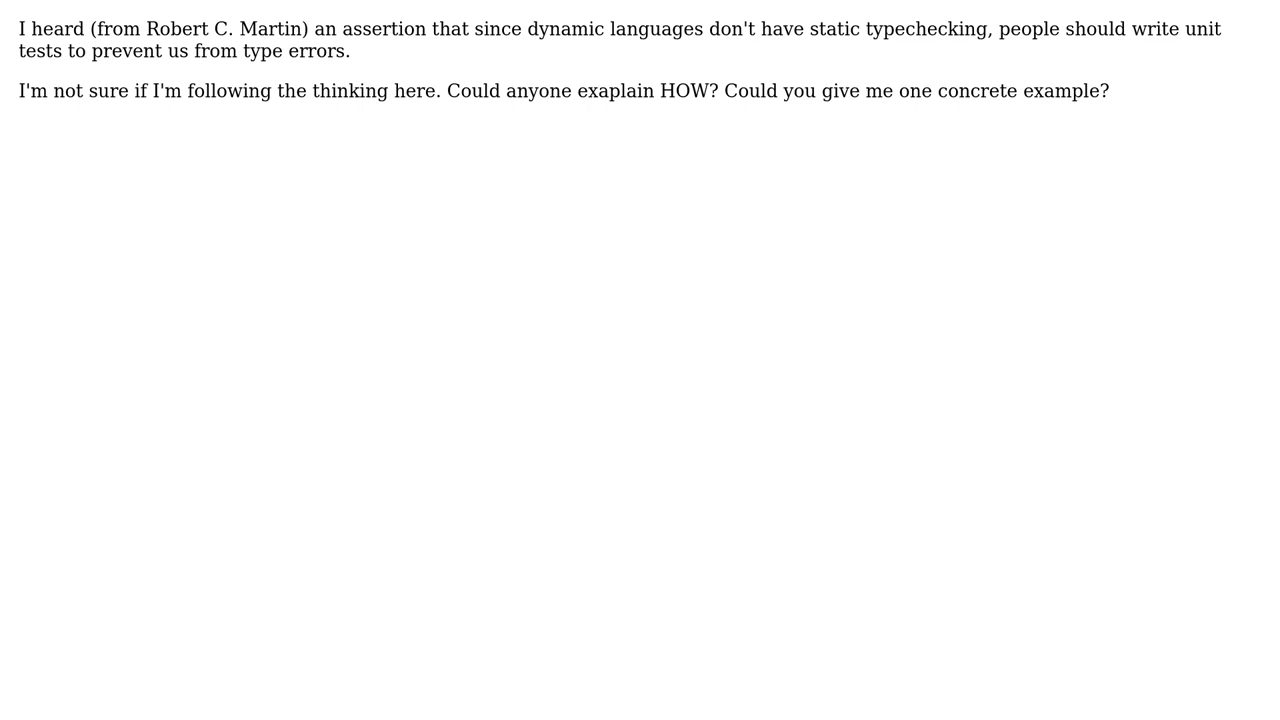 I heard (from Robert C. Martin) an assertion that since dynamic languages don't have static typechecking, people should write unit
tests to prevent us from type errors.
I'm not sure if I'm following the thinking here. Could anyone exaplain HOW? Could you give me one concrete example?